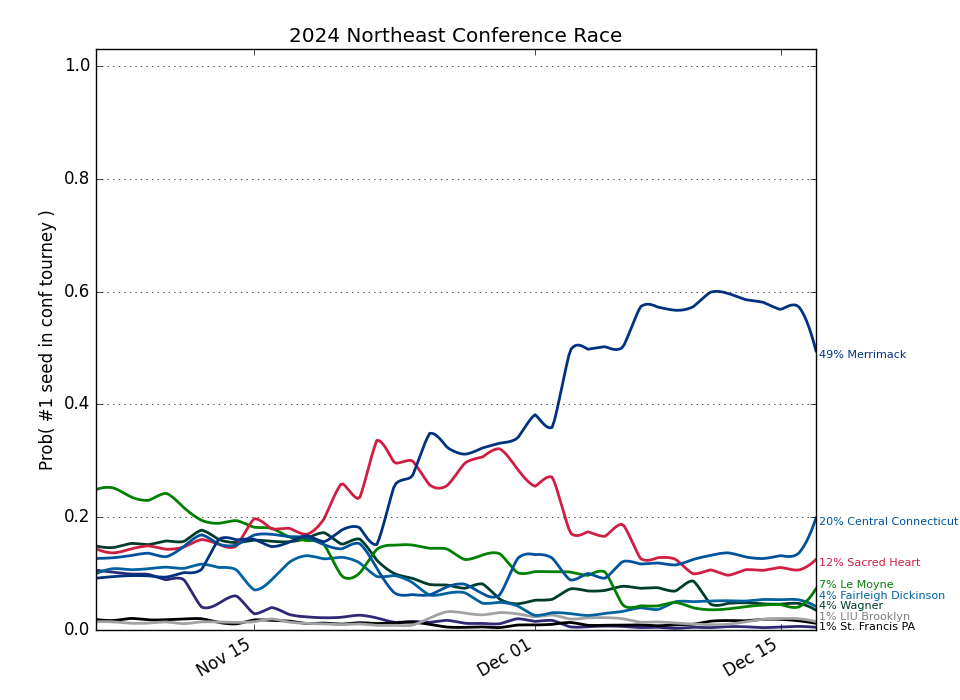 2024 Northeast Conference Race
Prob( #1 seed in conf tourney )
1.0
0.8
0.6
0.4
0.2
0.0
Nov 15
Dec 01
Dec 15
49% Merrimack
20% Central Connecticut
12% Sacred Heart
7% Le Moyne
4% Fairleigh Dickinson
4% Wagner
1% LIU Brooklyn
1% St. Francis PA